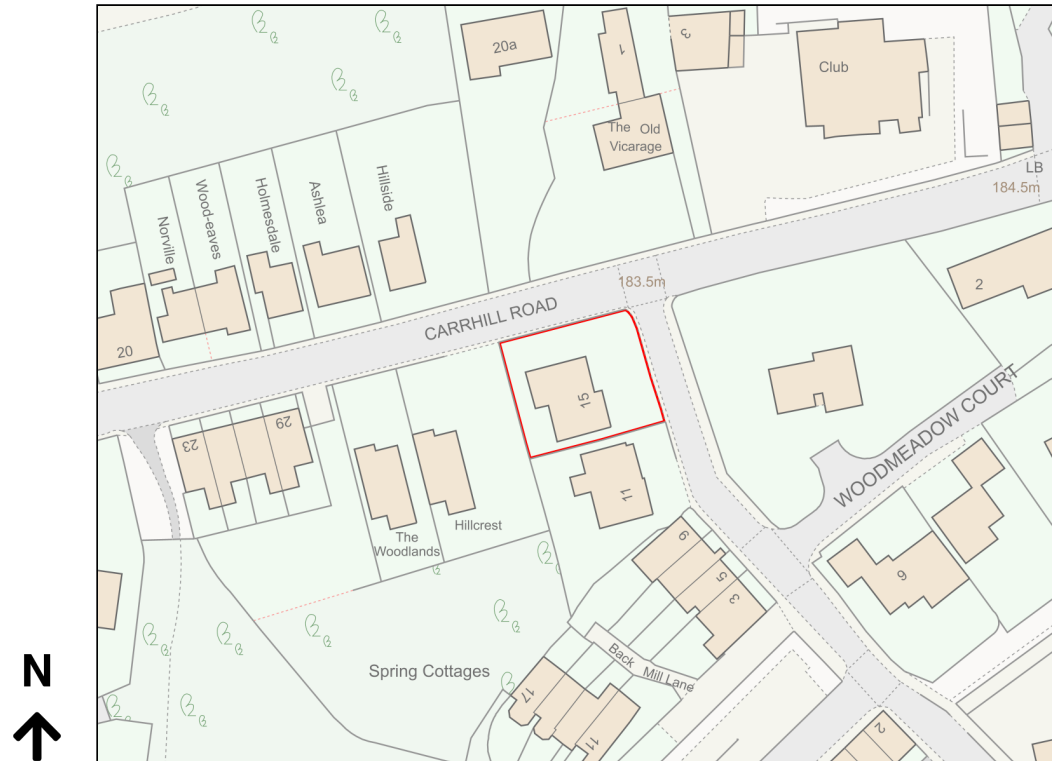 20a
1
3
Club
The Old
Vicarage
LB
184.5m
Norville
Wood-eaves
Holmesdale
Ashlea
Hillside
183.5m
2
20
CARRHILL ROAD
23
29
15
WOODMEADOW COURT
11
Hillcrest
The
Woodlands
9
5
3
6
Spring Cottages
Back Mill Lane
17
11
2
N